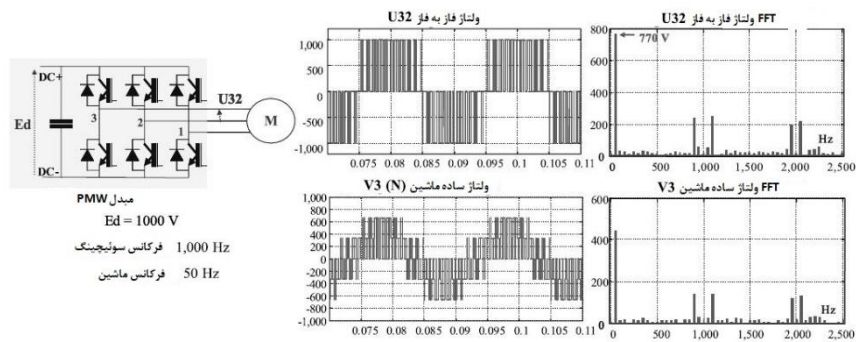 DC+
Ed
DC-
3
2
1
U32
M
مبدل PMW
Ed = 1000 V
فرکانس سوئیچینگ 1,000 Hz
فرکانس ماشین 50 Hz
ولتاژ فاز به فاز U32
1,000
500
0
-500
-1,000
0.075 0.08 0.085 0.09 0.095 0.1 0.105 0.11
FFT ولتاژ فاز به فاز U32
800
600
400
200
0
770 V
Hz
0 500 1,000 1,500 2,000 2,500
ولتاژ ساده ماشین V3 (N)
1,000
800
600
400
200
0
-200
-400
-600
-800
-1,000
0.075 0.08 0.085 0.09 0.095 0.1 0.105 0.11
FFT ولتاژ ساده ماشین V3
600
400
200
0
Hz
0 500 1,000 1,500 2,000 2,500